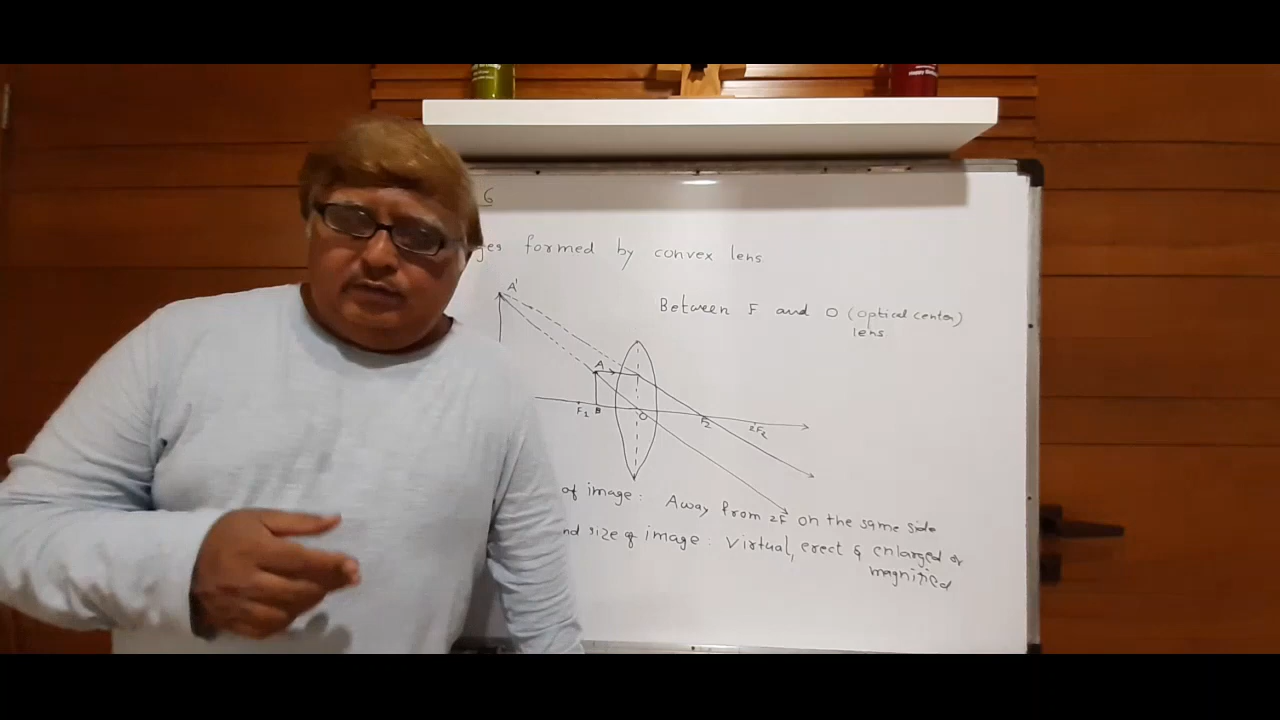 6
ges formed by convex lens
A'
Between F and O (optical center)
lens
A
F1 B O F2 2F2
of image: Away from 2F on the same side
nd size of image: Virtual, erect & enlarged or
magnified